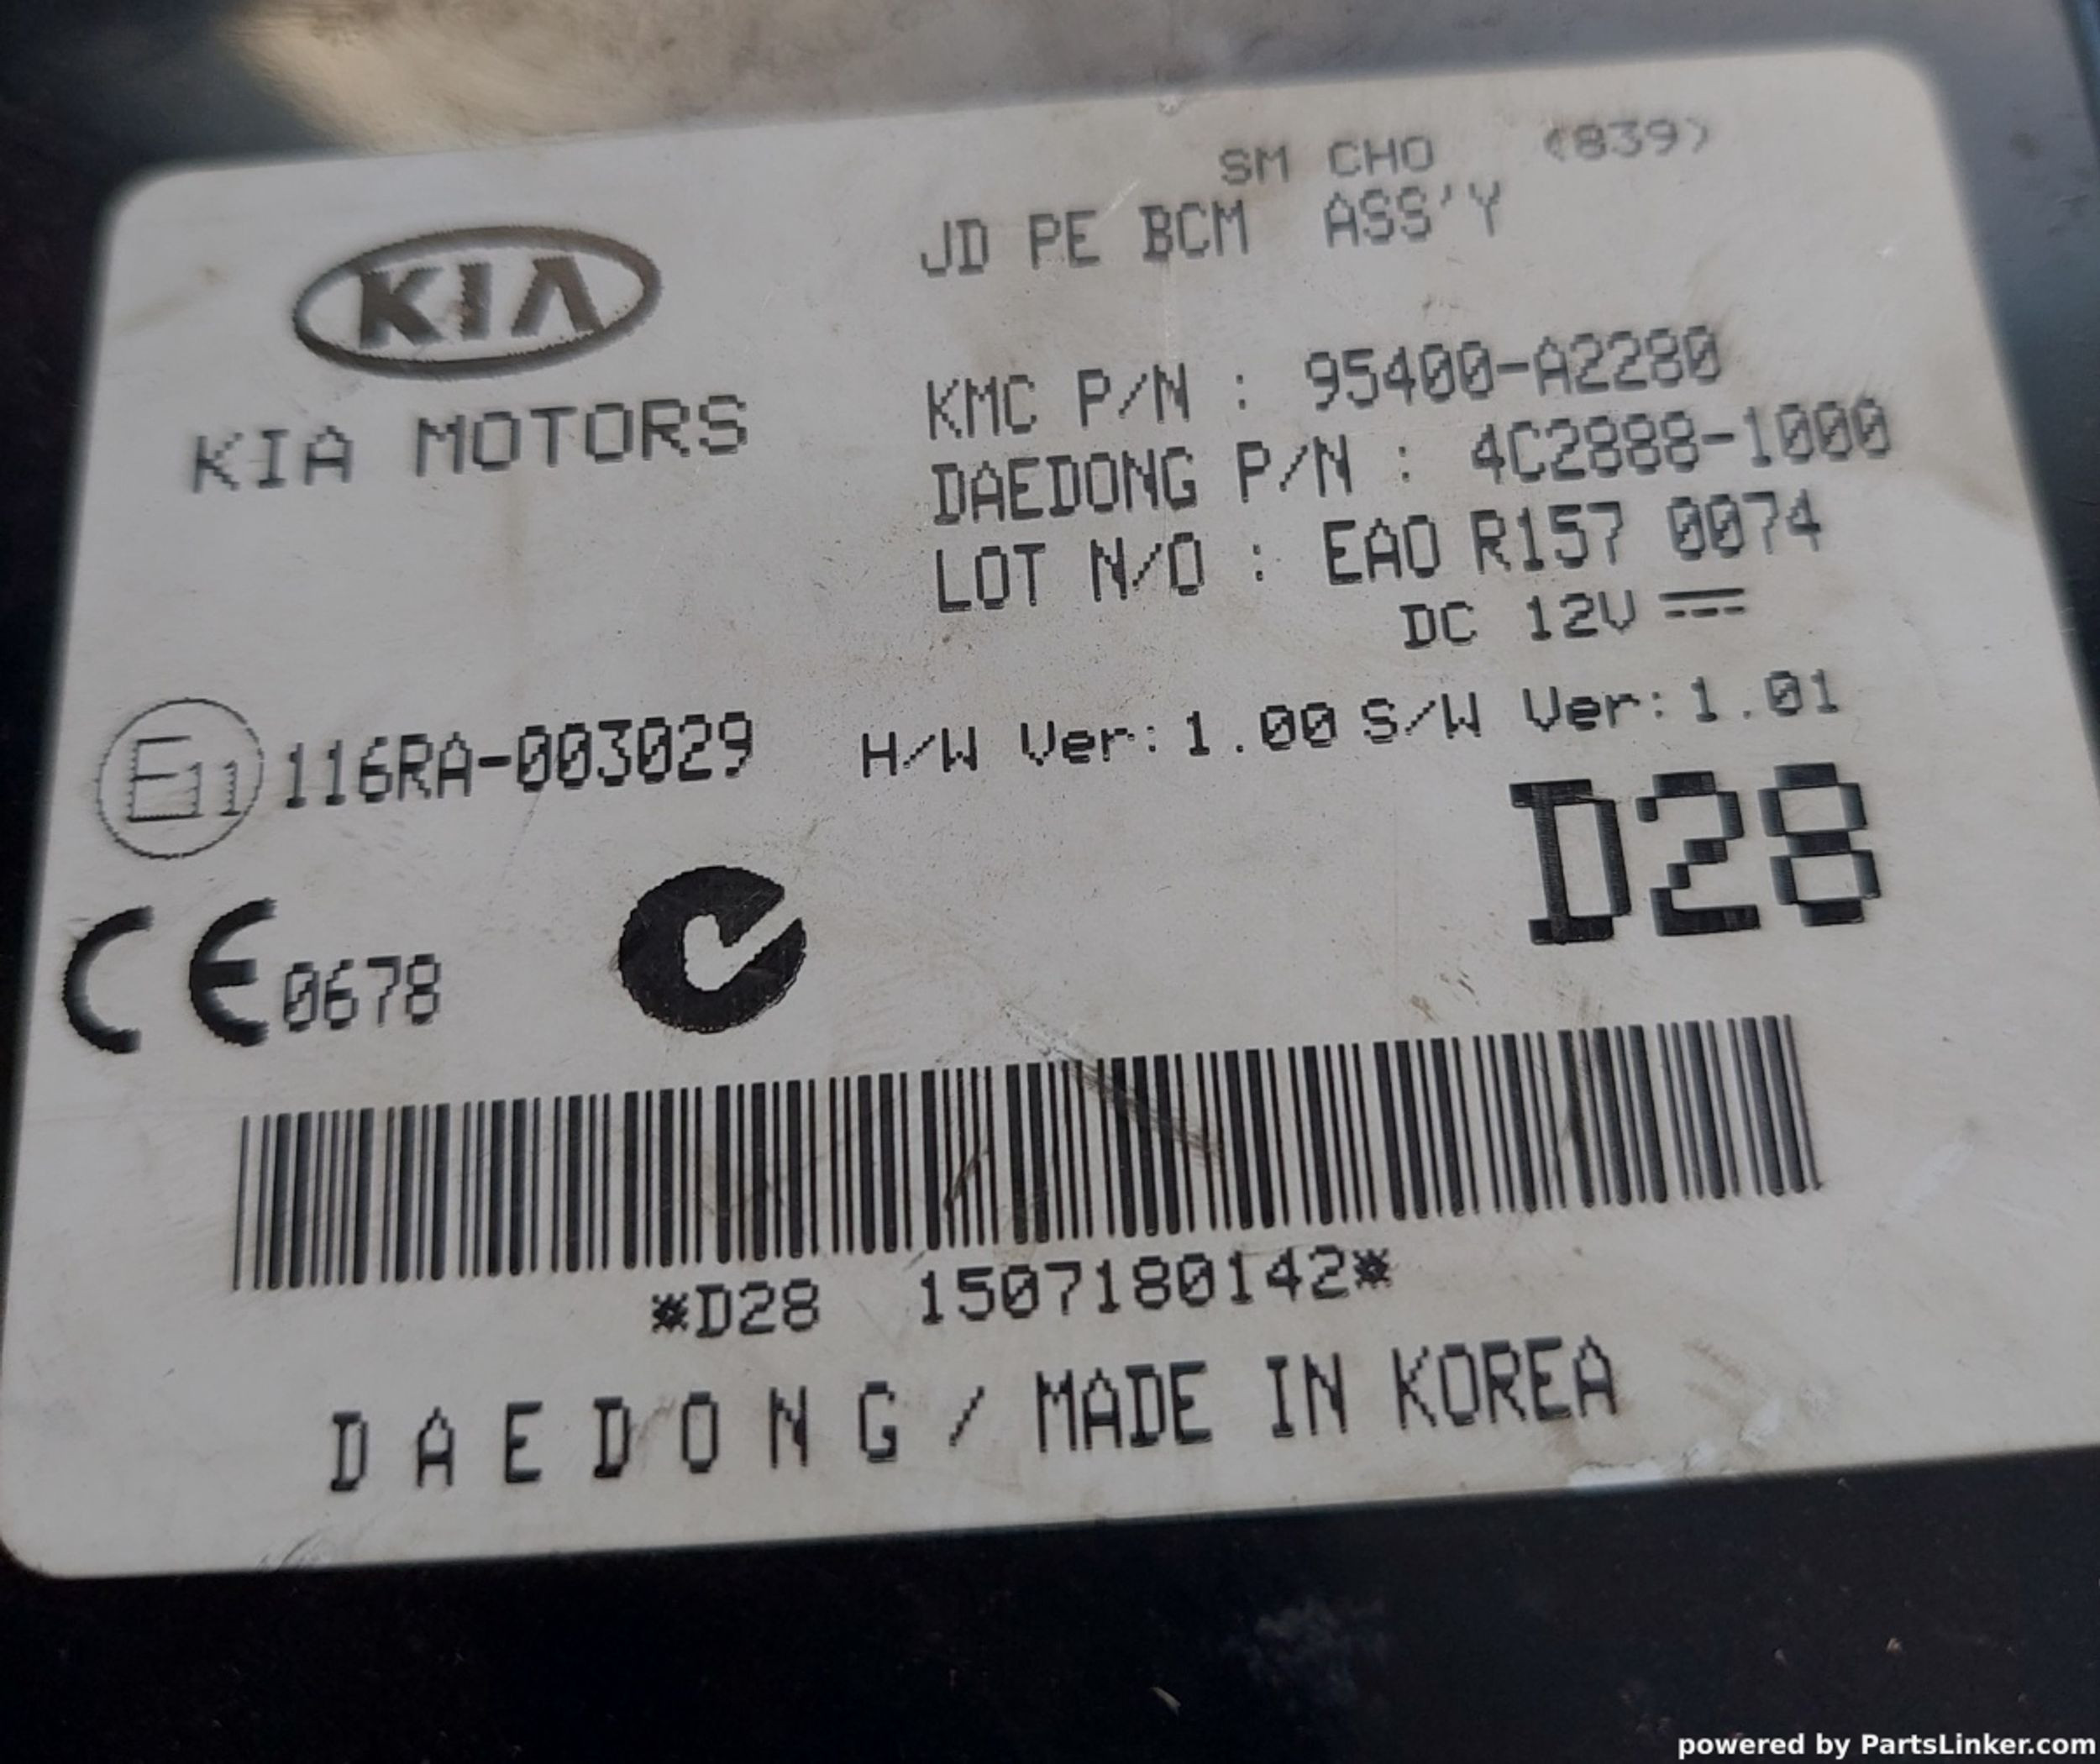 SM CHO <839>
JD PE BCM ASS'Y
KIA
KIA MOTORS
KMC P/N : 95400-A2280
DAEDONG P/N : 4C2888-1000
LOT N/O : EAO R157 0074
DC 12V
E11 116RA-003029 H/W Ver:1.00 S/W Ver:1.01
D28
CE 0678
*D28 1507180142*
DAEDONG / MADE IN KOREA
powered by PartsLinker.com